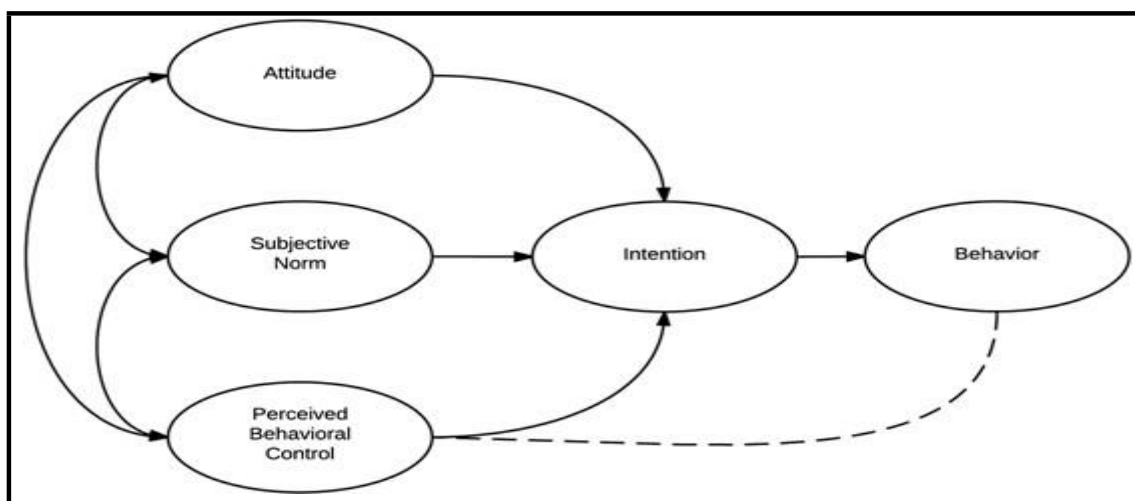 Attitude
Subjective
Norm
Intention
Behavior
Perceived
Behavioral
Control